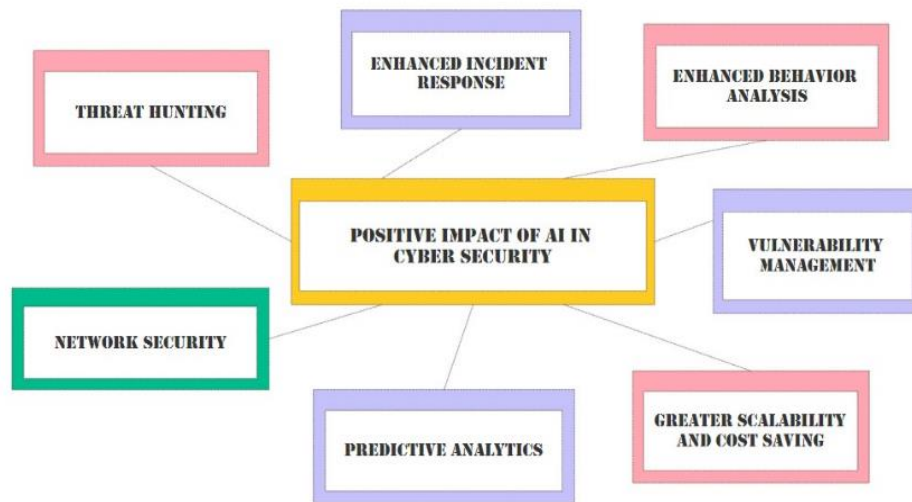 ENHANCED INCIDENT
RESPONSE
ENHANCED BEHAVIOR
ANALYSIS
THREAT HUNTING
POSITIVE IMPACT OF AI IN
CYBER SECURITY
VULNERABILITY
MANAGEMENT
NETWORK SECURITY
PREDICTIVE ANALYTICS
GREATER SCALABILITY
AND COST SAVING